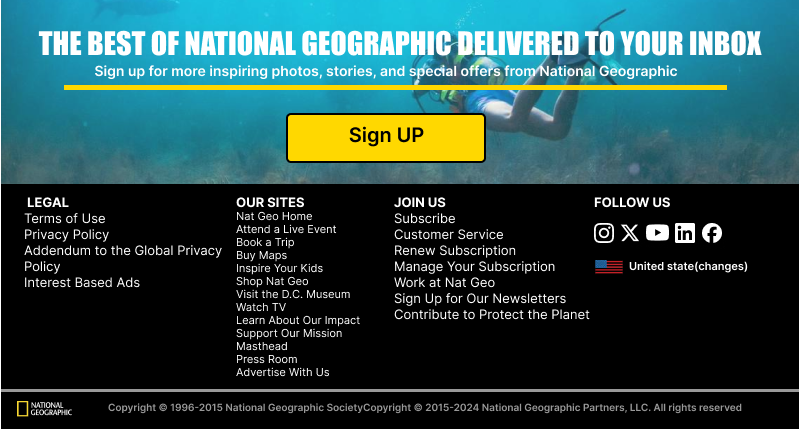 THE BEST OF NATIONAL GEOGRAPHIC DELIVERED TO YOUR INBOX
Sign up for more inspiring photos, stories, and special offers from National Geographic
Sign UP
LEGAL
Terms of Use
Privacy Policy
Addendum to the Global Privacy
Policy
Interest Based Ads
OUR SITES
Nat Geo Home
Attend a Live Event
Book a Trip
Buy Maps
Inspire Your Kids
Shop Nat Geo
Visit the D.C. Museum
Watch TV
Learn About Our Impact
Support Our Mission
Masthead
Press Room
Advertise With Us
JOIN US
Subscribe
Customer Service
Renew Subscription
Manage Your Subscription
Work at Nat Geo
Sign Up for Our Newsletters
Contribute to Protect the Planet
FOLLOW US
United state(changes)
NATIONAL
GEOGRAPHIC
Copyright © 1996-2015 National Geographic SocietyCopyright © 2015-2024 National Geographic Partners, LLC. All rights reserved